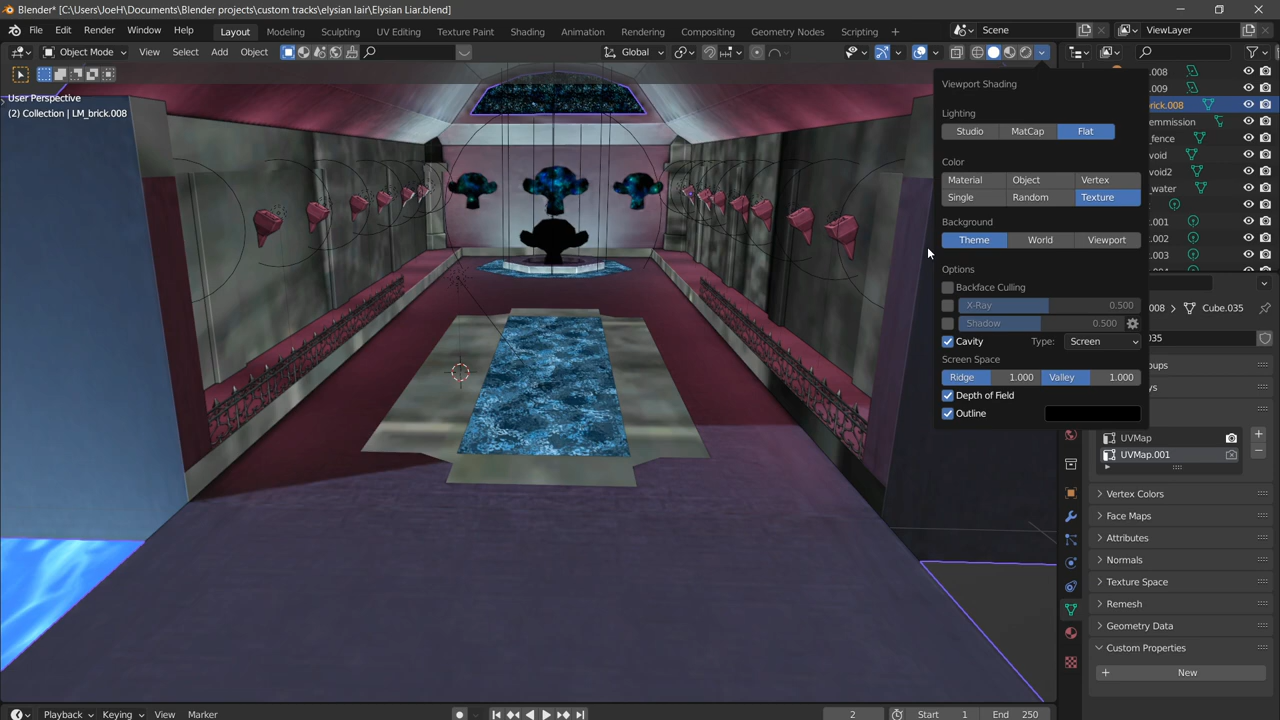 Blender* [C:\Users\JoeH\Documents\Blender projects\custom tracks\elysian lair\Elysian Liar.blend]
File Edit Render Window Help Layout Modeling Sculpting UV Editing Texture Paint Shading Animation Rendering Compositing Geometry Nodes Scripting + Scene ViewLayer
Object Mode View Select Add Object Global
User Perspective
(2) Collection | LM_brick.008
Viewport Shading
Lighting
Studio MatCap Flat
Color
Material Object Vertex
Single Random Texture
Background
Theme World Viewport
Options
Backface Culling
X-Ray 0.500
Shadow 0.500
Cavity Type: Screen
Screen Space
Ridge 1.000 Valley 1.000
Depth of Field
Outline
.008
.009
rick.008
emmission
_fence
void
void2
_water
.001
.002
.003
008 Cube.035
035
oups
ys
UVMap
UVMap.001
Vertex Colors
Face Maps
Attributes
Normals
Texture Space
Remesh
Geometry Data
Custom Properties
New
Playback Keying View Marker 2 Start 1 End 250